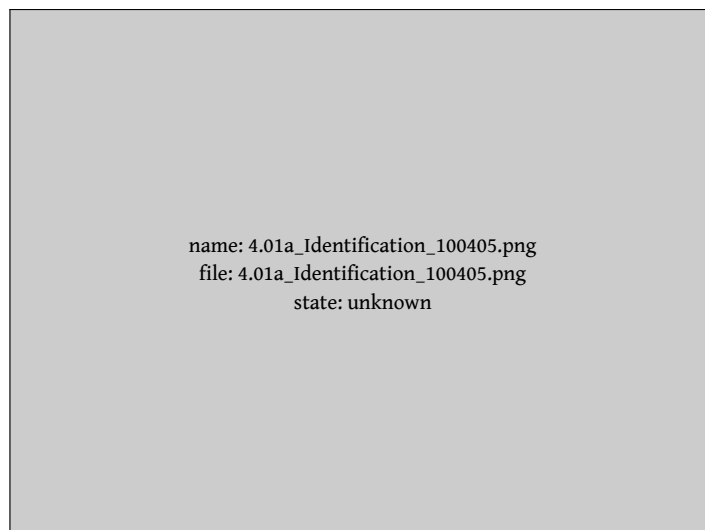 name: 4.01a_Identification_100405.png
file: 4.01a_Identification_100405.png
state: unknown